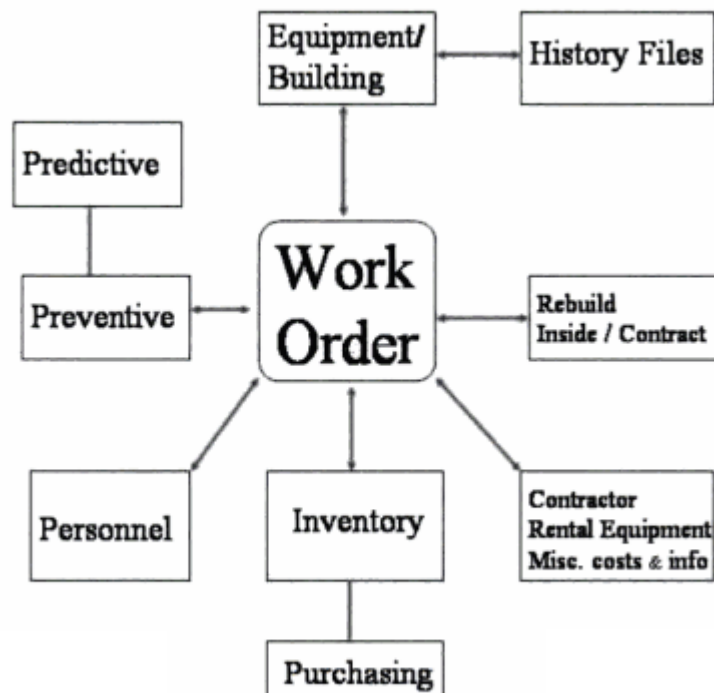 Equipment/
Building
History Files
Predictive
Work
Order
Preventive
Rebuild
Inside / Contract
Personnel
Inventory
Contractor
Rental Equipment
Misc. costs & info
Purchasing